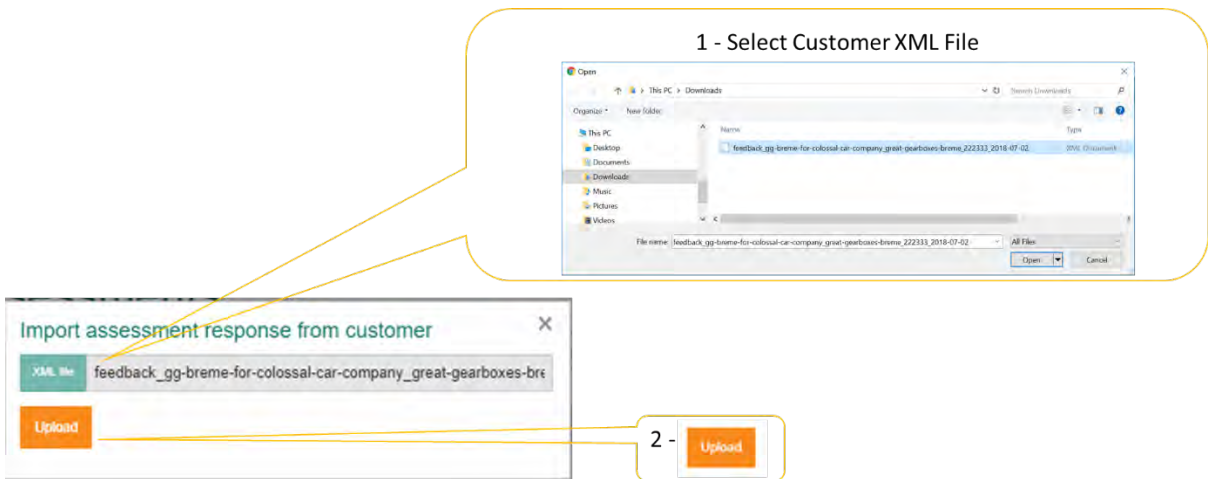 1 - Select Customer XML File
Open
This PC > Downloads
Search Downloads
Organize
New folder
Name
Type
This PC
Desktop
Documents
Downloads
Music
Pictures
Videos
feedback_gg-breme-for-colossal-car-company_great-gearboxes-breme_222333_2018-07-02
XML Document
File name:
feedback_gg-breme-for-colossal-car-company_great-gearboxes-breme_222333_2018-07-02
All Files
Open
Cancel
Import assessment response from customer
XML file
feedback_gg-breme-for-colossal-car-company_great-gearboxes-bre
Upload
2 -
Upload